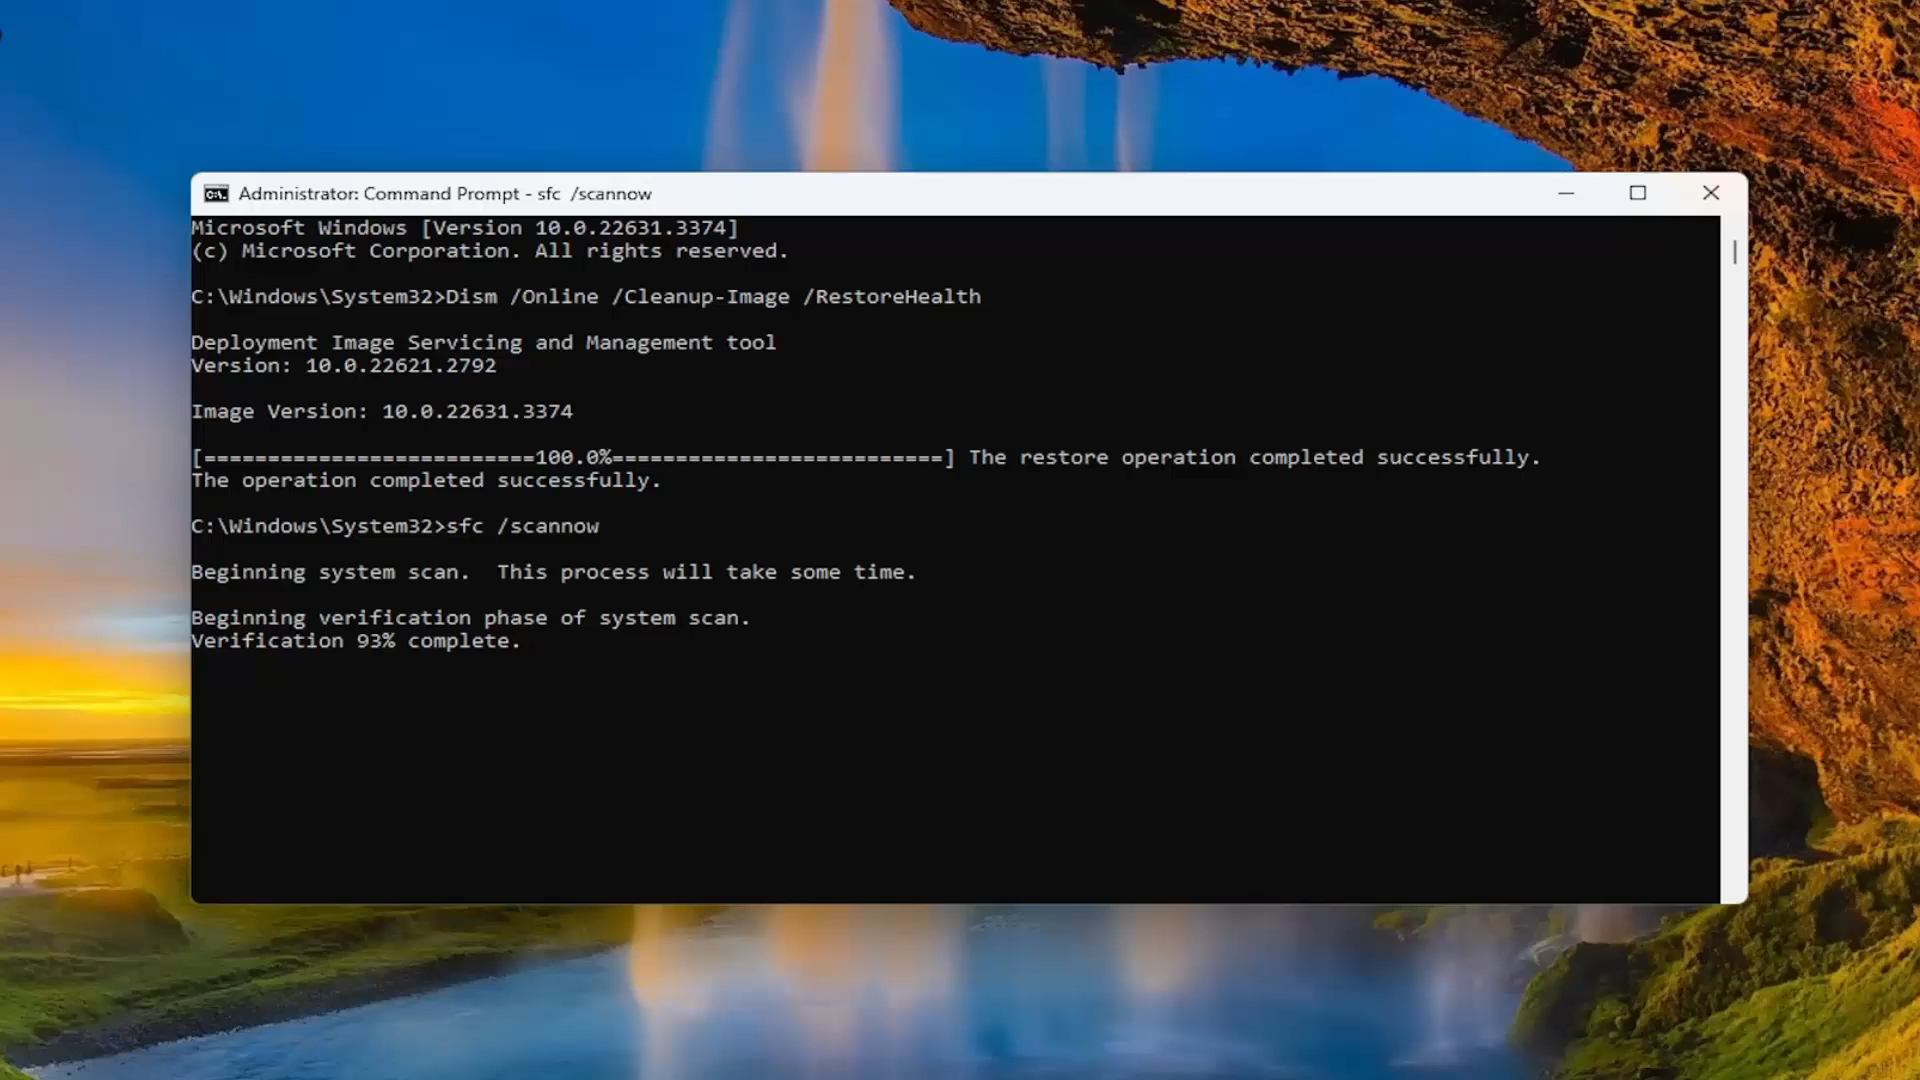 Administrator: Command Prompt - sfc  /scannow
Microsoft Windows [Version 10.0.22631.3374]
(c) Microsoft Corporation. All rights reserved.
C:\Windows\System32>Dism /Online /Cleanup-Image /RestoreHealth
Deployment Image Servicing and Management tool
Version: 10.0.22621.2792
Image Version: 10.0.22631.3374
[==========================100.0%==========================] The restore operation completed successfully.
The operation completed successfully.
C:\Windows\System32>sfc /scannow
Beginning system scan.  This process will take some time.
Beginning verification phase of system scan.
Verification 93% complete.